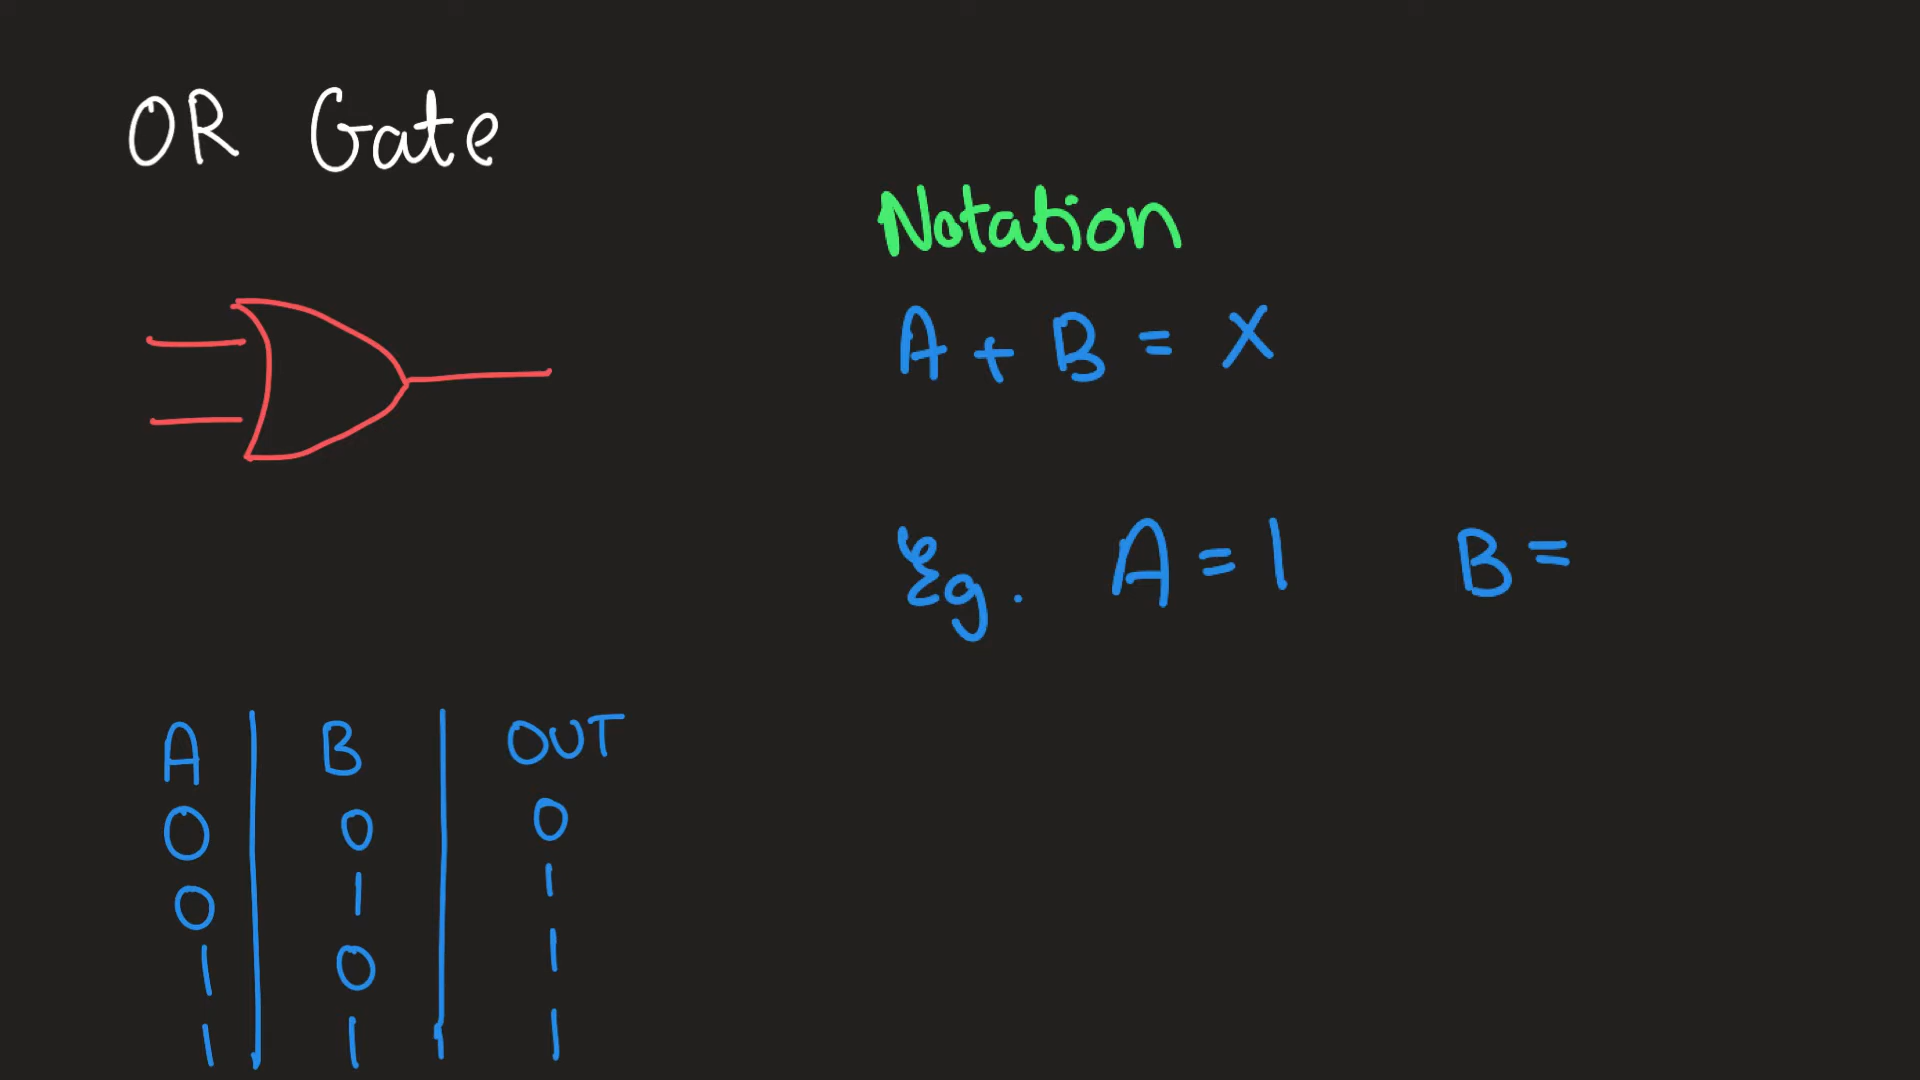 OR Gate
Notation
A + B = X
Eg. A = 1 B =
A B OUT
0 0 0
0 1 1
1 0 1
1 1 1